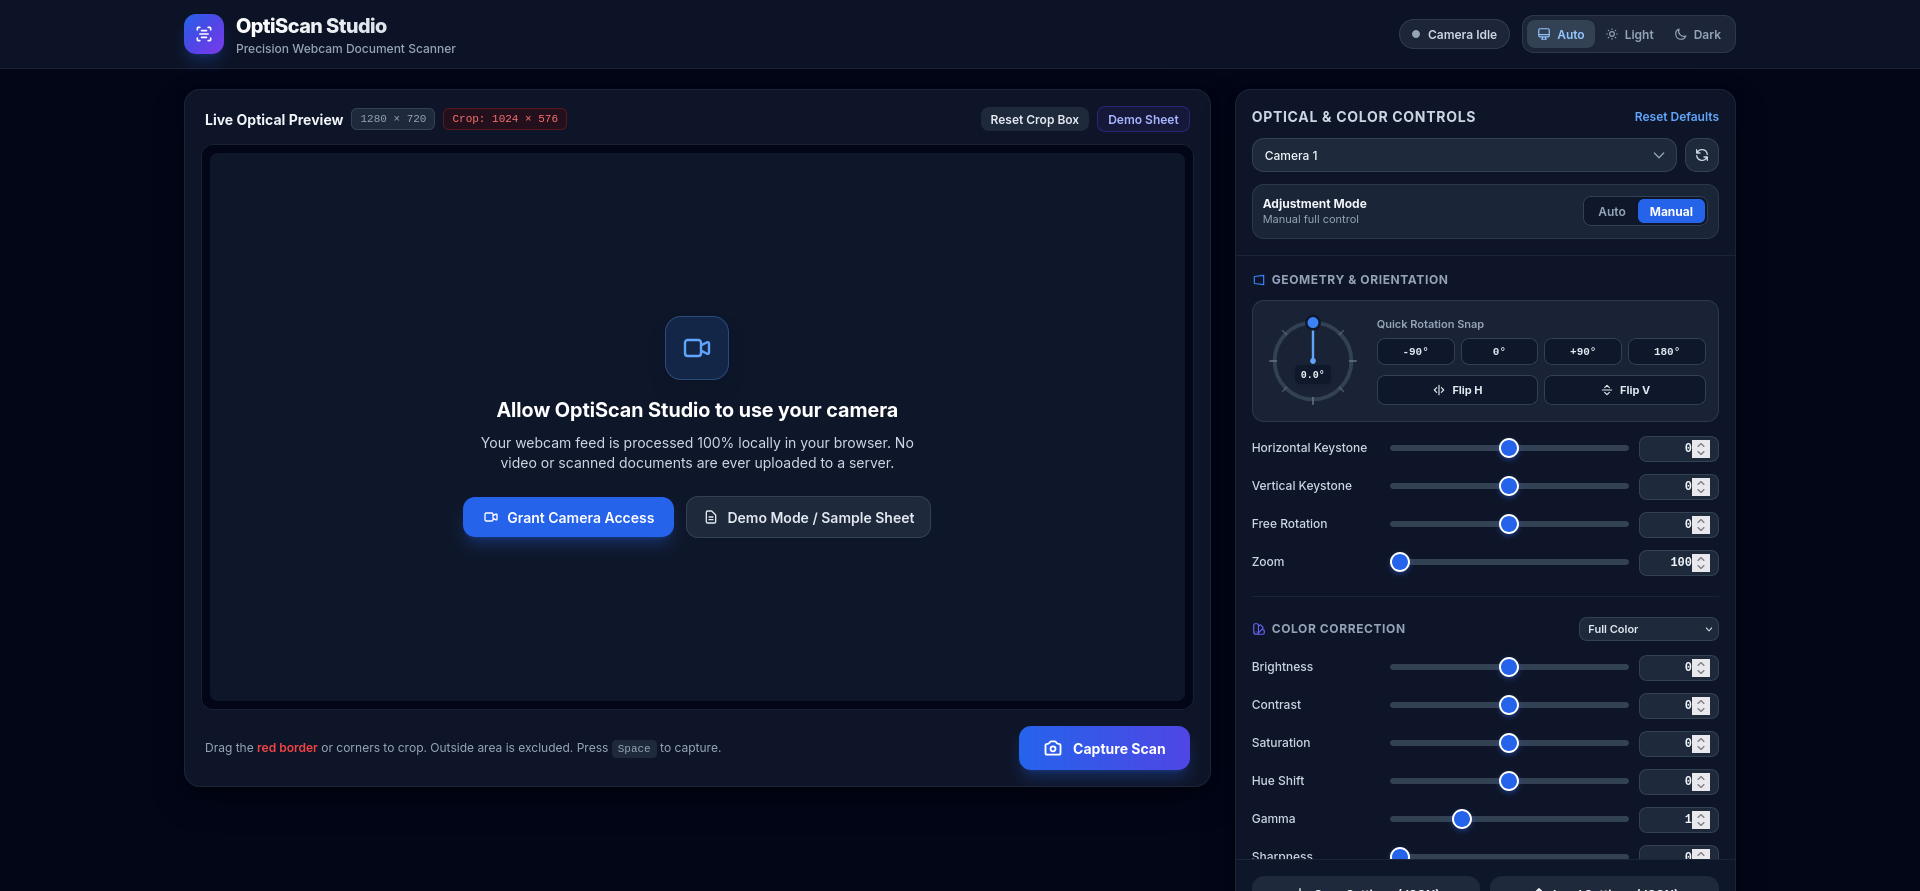 OptiScan Studio
Precision Webcam Document Scanner
Camera Idle
Auto
Light
Dark
Live Optical Preview
1280 × 720
Crop: 1024 × 576
Reset Crop Box
Demo Sheet
Allow OptiScan Studio to use your camera
Your webcam feed is processed 100% locally in your browser. No
video or scanned documents are ever uploaded to a server.
Grant Camera Access
Demo Mode / Sample Sheet
Drag the red border or corners to crop. Outside area is excluded. Press Space to capture.
Capture Scan
OPTICAL & COLOR CONTROLS
Reset Defaults
Camera 1
Adjustment Mode
Manual full control
Auto
Manual
GEOMETRY & ORIENTATION
0.0°
Quick Rotation Snap
-90°
0°
+90°
180°
Flip H
Flip V
Horizontal Keystone 0
Vertical Keystone 0
Free Rotation 0
Zoom 100
COLOR CORRECTION
Full Color
Brightness 0
Contrast 0
Saturation 0
Hue Shift 0
Gamma 1
Sharpness 0